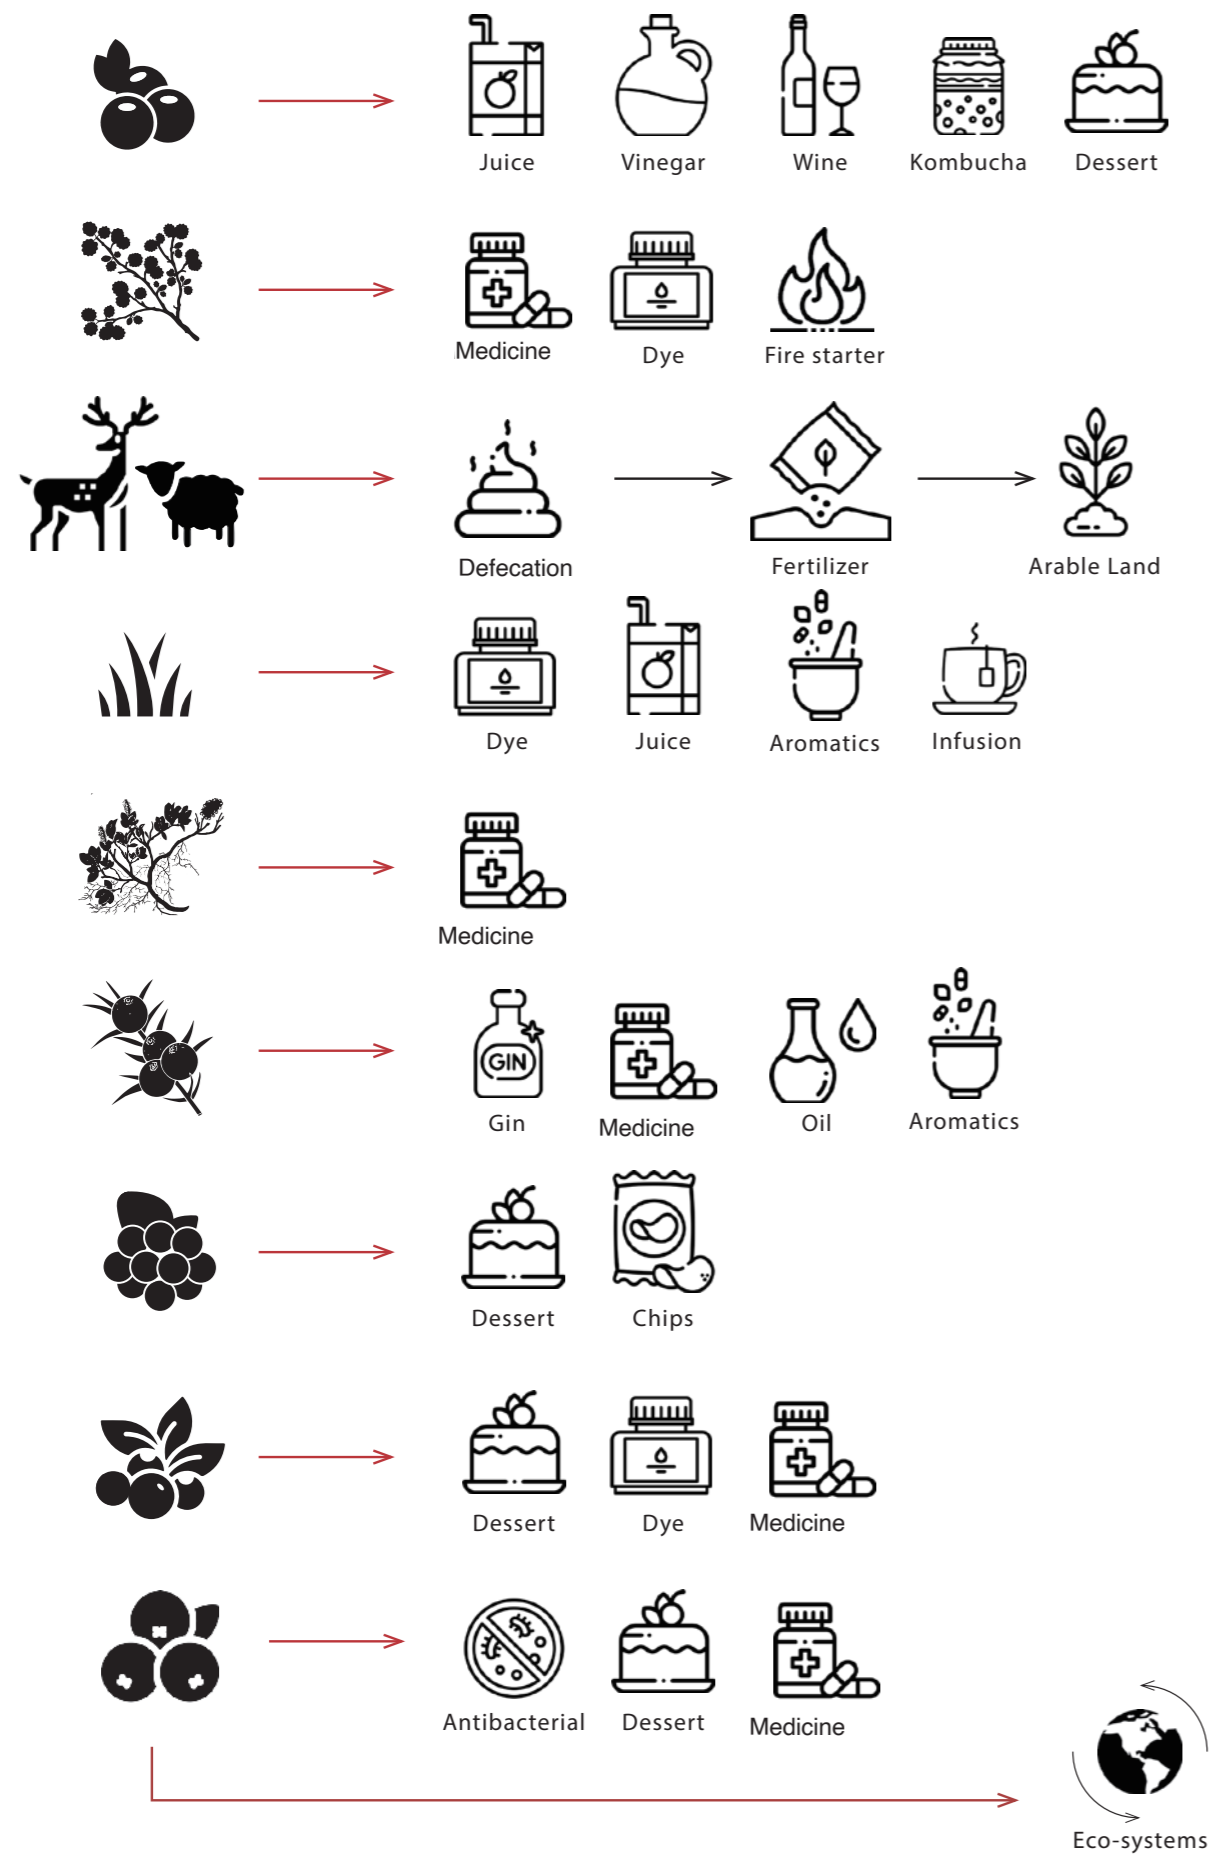 Juice Vinegar Wine Kombucha Dessert
Medicine Dye Fire starter
Defecation Fertilizer Arable Land
Dye Juice Aromatics Infusion
Medicine
GIN
Gin Medicine Oil Aromatics
Dessert Chips
Dessert Dye Medicine
Antibacterial Dessert Medicine
Eco-systems